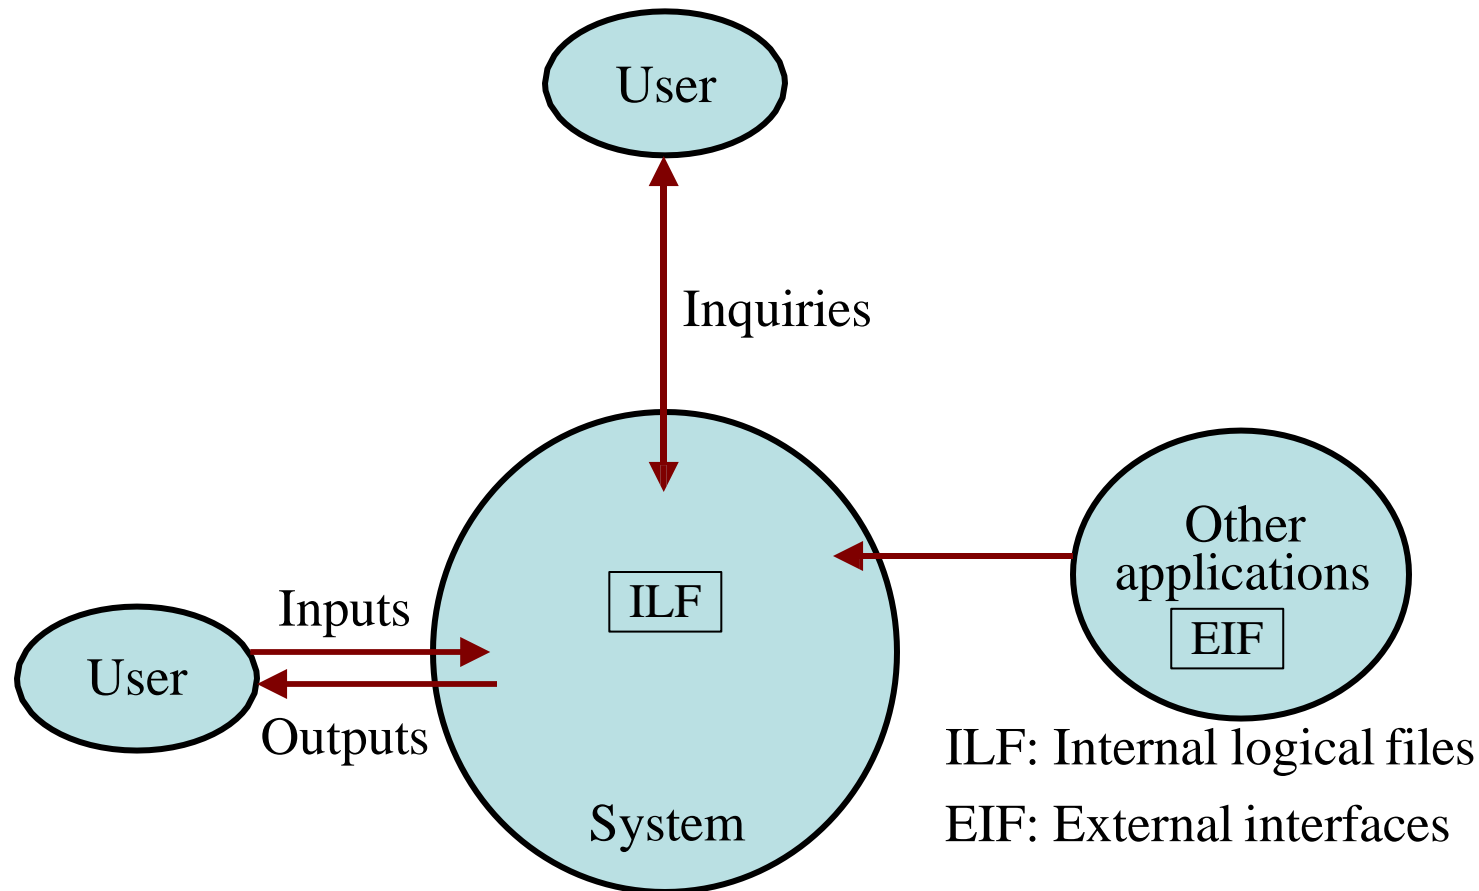 User
Inquiries
Other
applications
EIF
ILF
Inputs
User
Outputs
System
ILF: Internal logical files
EIF: External interfaces